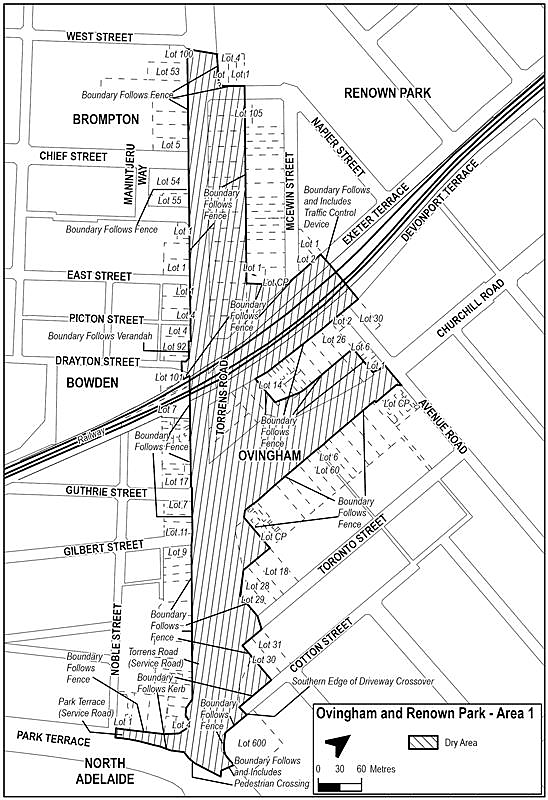 WEST STREET
Lot 100
Lot 4
Lot 53
Lot
Lot 1
Boundary Follows Fence
RENOWN PARK
BROMPTON
Lot 105
NAPIER STREET
Lot 5
CHIEF STREET
MANINTJERU
WAY
MCEWIN STREET
Lot 54
Lot 55
Boundary
Follows
Fence
Boundary Follows
and Includes
Traffic Control
Device
EXETER TERRACE
DEVONPORT TERRACE
Boundary Follows Fence
Lot 1
Lot 1
Lot 2
Lot 1
Lot 1
EAST STREET
Lot CP
Lot 1
CHURCHILL ROAD
PICTON STREET
Lot 4
Boundary
Follows
Fence
Lot 2
Lot 30
Lot 4
Boundary Follows Verandah
Lot 26
Lot 92
Lot 6
DRAYTON STREET
Lot 1
Lot 101
BOWDEN
TORRENS ROAD
Lot 14
Lot CP
Lot 7
AVENUE ROAD
Railway
Boundary
Follows Fence
Boundary
Follows
Fence
OVINGHAM
Lot 6
Lot 60
Lot 17
GUTHRIE STREET
Lot 7
Boundary
Follows
Fence
Lot 11
Lot CP
TORONTO STREET
GILBERT STREET
Lot 9
Lot 18
Lot 28
Lot 29
NOBLE STREET
Boundary
Follows
Fence
COTTON STREET
Lot 31
Torrens Road
(Service Road)
Lot 30
Boundary
Follows
Fence
Boundary
Follows Kerb
Southern Edge of Driveway Crossover
Park Terrace
(Service Road)
Boundary
Follows
Fence
Lot 1
Lot 4
PARK TERRACE
Lot 600
NORTH
ADELAIDE
Boundary Follows
and Includes
Pedestrian Crossing
Ovingham and Renown Park - Area 1
Dry Area
0 30 60 Metres